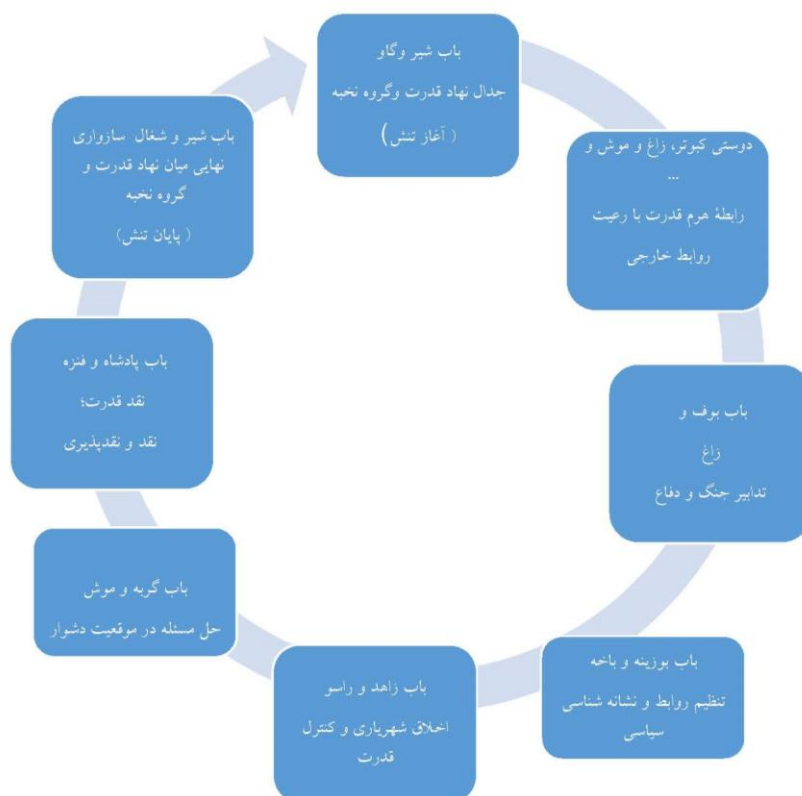 باب شیر وگاو
جدال نهاد قدرت وگروه نخبه
( آغاز تنش)
دوستی کبوتر، زاغ و موش و
...
رابطۀ هرم قدرت با رعیت
روابط خارجی
باب بوف و
زاغ
تدابیر جنگ و دفاع
باب بوزینه و باخه
تنظیم روابط و نشانه شناسی
سیاسی
باب زاهد و راسو
اخلاق شهریاری و کنترل
قدرت
باب گربه و موش
حل مسئله در موقعیت دشوار
باب پادشاه و فنزه
نقد قدرت؛
نقد و نقدپذیری
باب شیر و شغال سازواری
نهایی میان نهاد قدرت و
گروه نخبه
( پایان تنش)